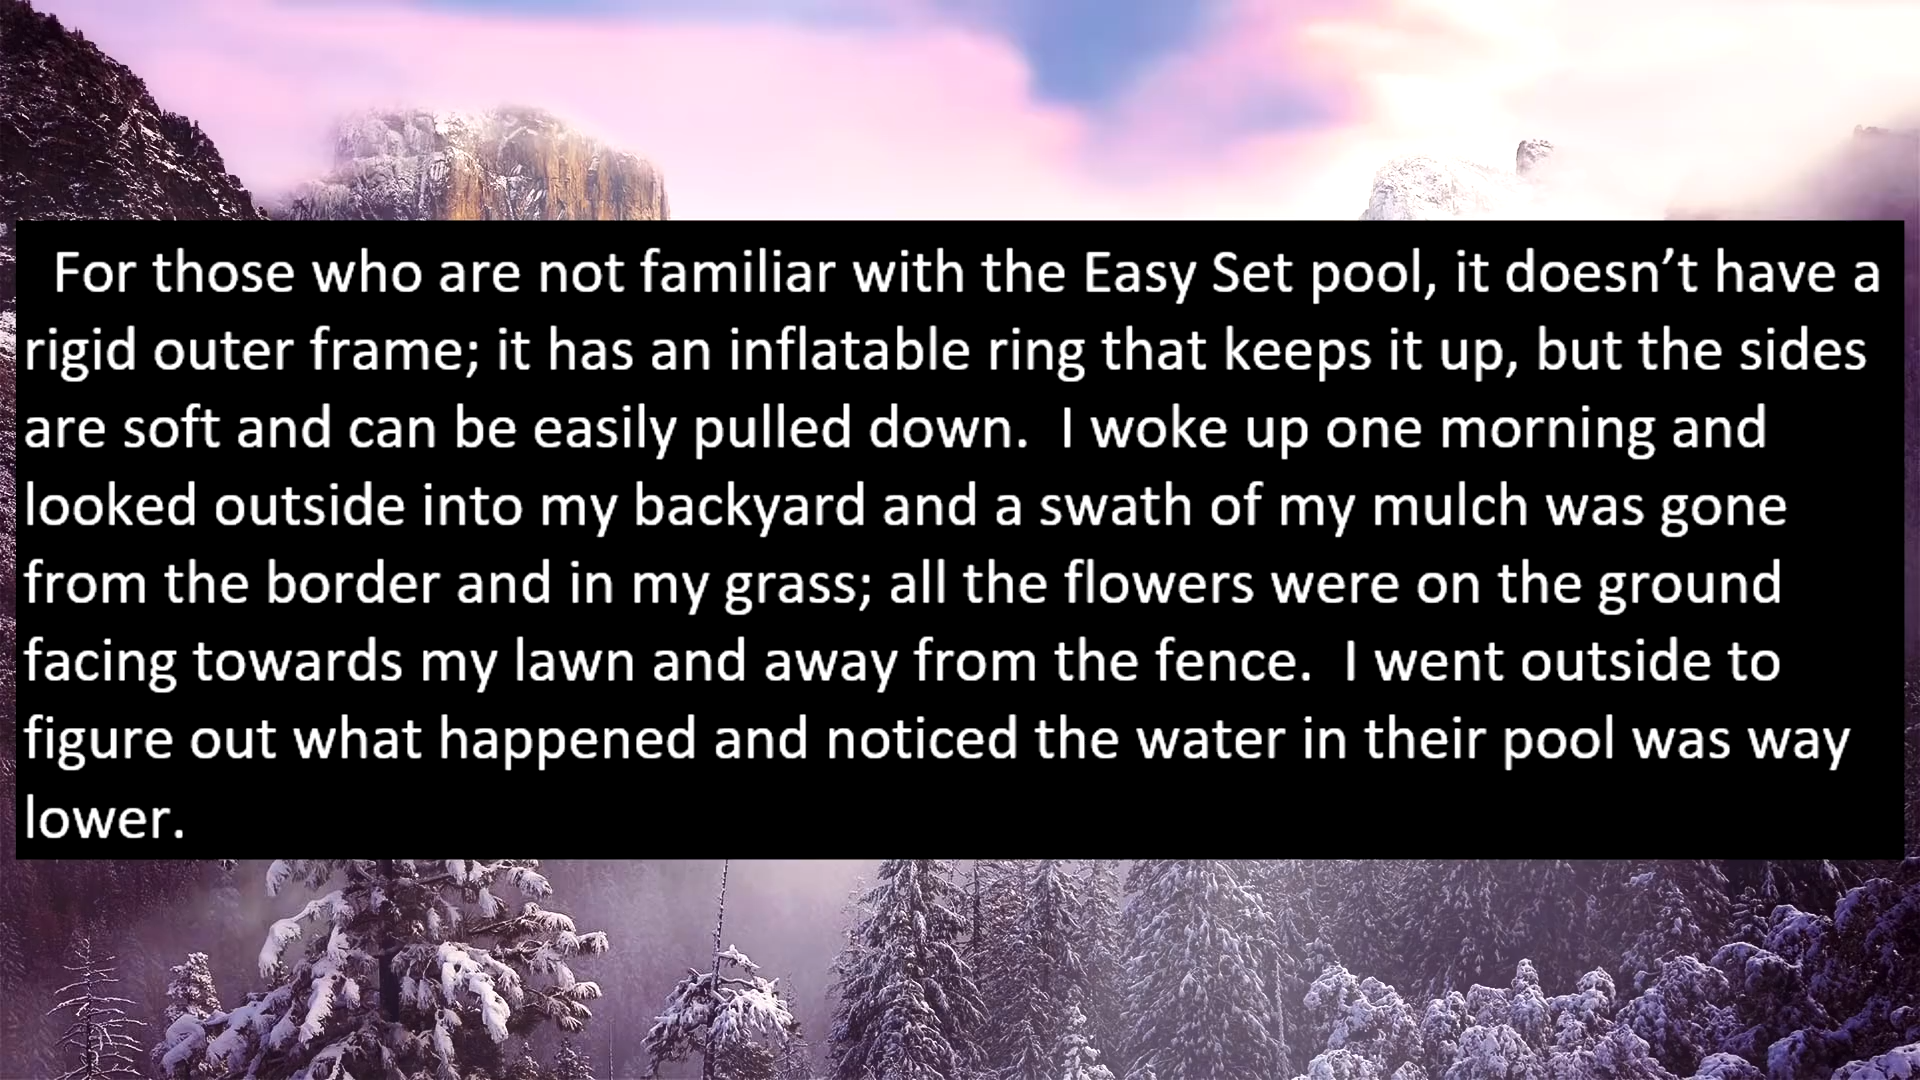 For those who are not familiar with the Easy Set pool, it doesn’t have a
rigid outer frame; it has an inflatable ring that keeps it up, but the sides
are soft and can be easily pulled down.  I woke up one morning and
looked outside into my backyard and a swath of my mulch was gone
from the border and in my grass; all the flowers were on the ground
facing towards my lawn and away from the fence.  I went outside to
figure out what happened and noticed the water in their pool was way
lower.